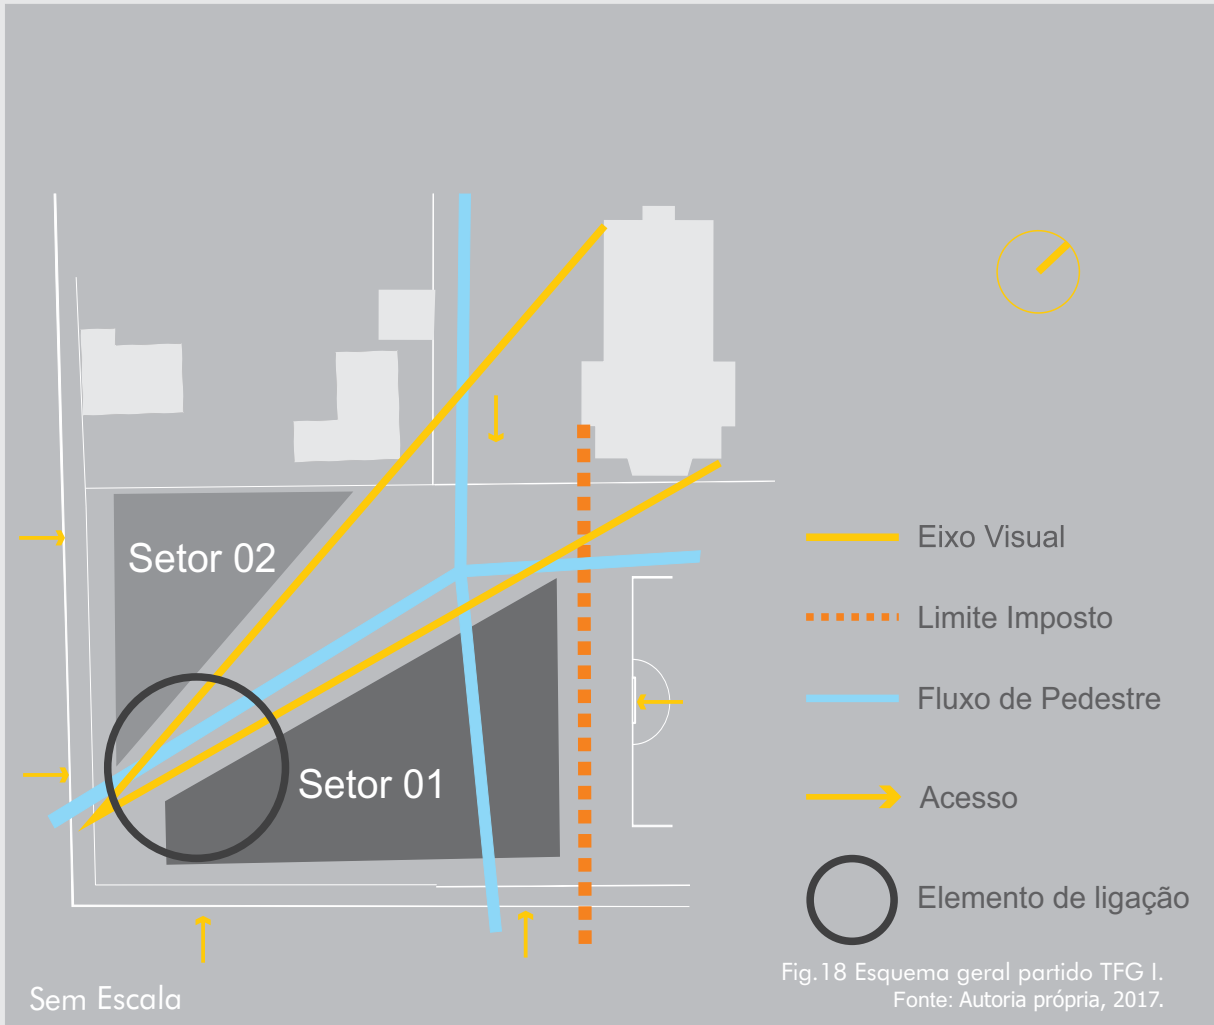 Setor 02
Setor 01
Eixo Visual
Limite Imposto
Fluxo de Pedestre
Acesso
Elemento de ligação
Fig.18 Esquema geral partido TFG I.
Fonte: Autoria própria, 2017.
Sem Escala